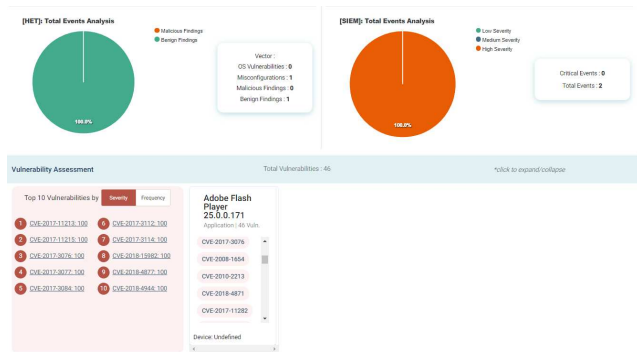 [HET]: Total Events Analysis
Malicious Findings
Benign Findings
100.0%
Vector :
OS Vulnerabilities : 0
Misconfigurations : 1
Malicious Findings : 0
Benign Findings : 1
[SIEM]: Total Events Analysis
Low Severity
Medium Severity
High Severity
100.0%
Critical Events : 0
Total Events : 2
Vulnerability Assessment
Total Vulnerabilities : 46
*click to expand/collapse
Top 10 Vulnerabilities by
Severity
Frequency
1 CVE-2017-11213: 100
2 CVE-2017-11215: 100
3 CVE-2017-3076: 100
4 CVE-2017-3077: 100
5 CVE-2017-3084: 100
6 CVE-2017-3112: 100
7 CVE-2017-3114: 100
8 CVE-2018-15982: 100
9 CVE-2018-4877: 100
10 CVE-2018-4944: 100
Adobe Flash
Player
25.0.0.171
Application | 46 Vuln.
CVE-2017-3076
CVE-2008-1654
CVE-2010-2213
CVE-2018-4871
CVE-2017-11282
Device: Undefined